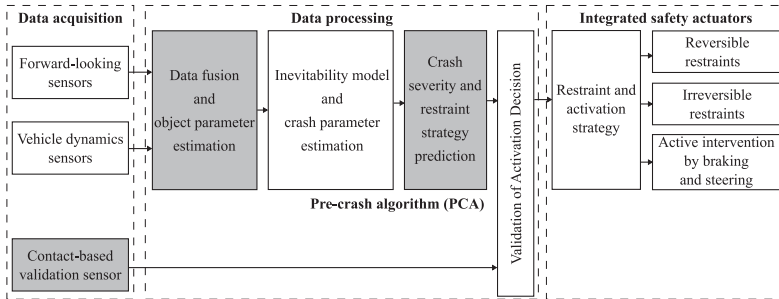 Data acquisition
Data processing
Integrated safety actuators
Forward-looking
sensors
Vehicle dynamics
sensors
Contact-based
validation sensor
Data fusion
and
object parameter
estimation
Inevitability model
and
crash parameter
estimation
Crash
severity and
restraint
strategy
prediction
Pre-crash algorithm (PCA)
Validation of Activation Decision
Restraint and
activation
strategy
Reversible
restraints
Irreversible
restraints
Active intervention
by braking
and steering